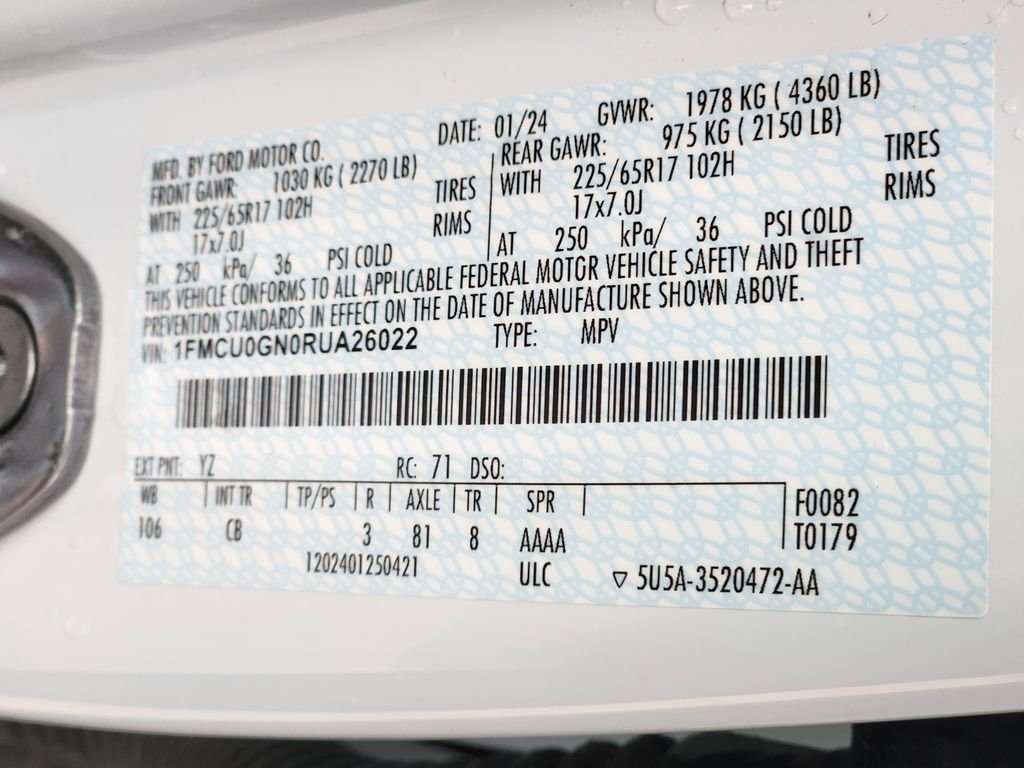 MFD. BY FORD MOTOR CO. DATE: 01/24 GVWR: 1978 KG ( 4360 LB)
FRONT GAWR: 1030 KG ( 2270 LB) REAR GAWR: 975 KG ( 2150 LB)
WITH 225/65R17 102H TIRES WITH 225/65R17 102H TIRES
17x7.0J RIMS 17x7.0J RIMS
AT 250 kPa/ 36 PSI COLD AT 250 kPa/ 36 PSI COLD
THIS VEHICLE CONFORMS TO ALL APPLICABLE FEDERAL MOTOR VEHICLE SAFETY AND THEFT
PREVENTION STANDARDS IN EFFECT ON THE DATE OF MANUFACTURE SHOWN ABOVE.
VIN: 1FMCU0GN0RUA26022 TYPE: MPV
EXT PNT: YZ RC: 71 DSO:
WB INT TR TP/PS R AXLE TR SPR F0082
106 CB 3 81 8 AAAA T0179
1202401250421 ULC ▽ 5U5A-3520472-AA